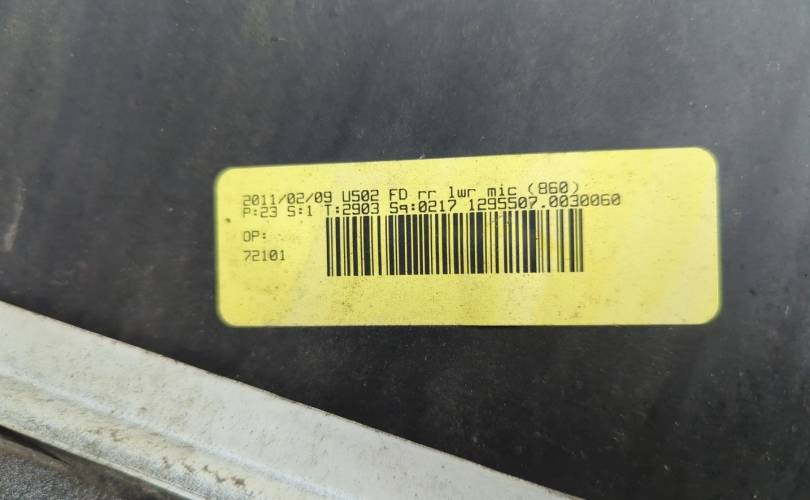 2011/02/09 U502 FD rr lwr mic (860)
P:23 S:1 T:2903 Sq:0217 1295507.0030060
OP:
72101